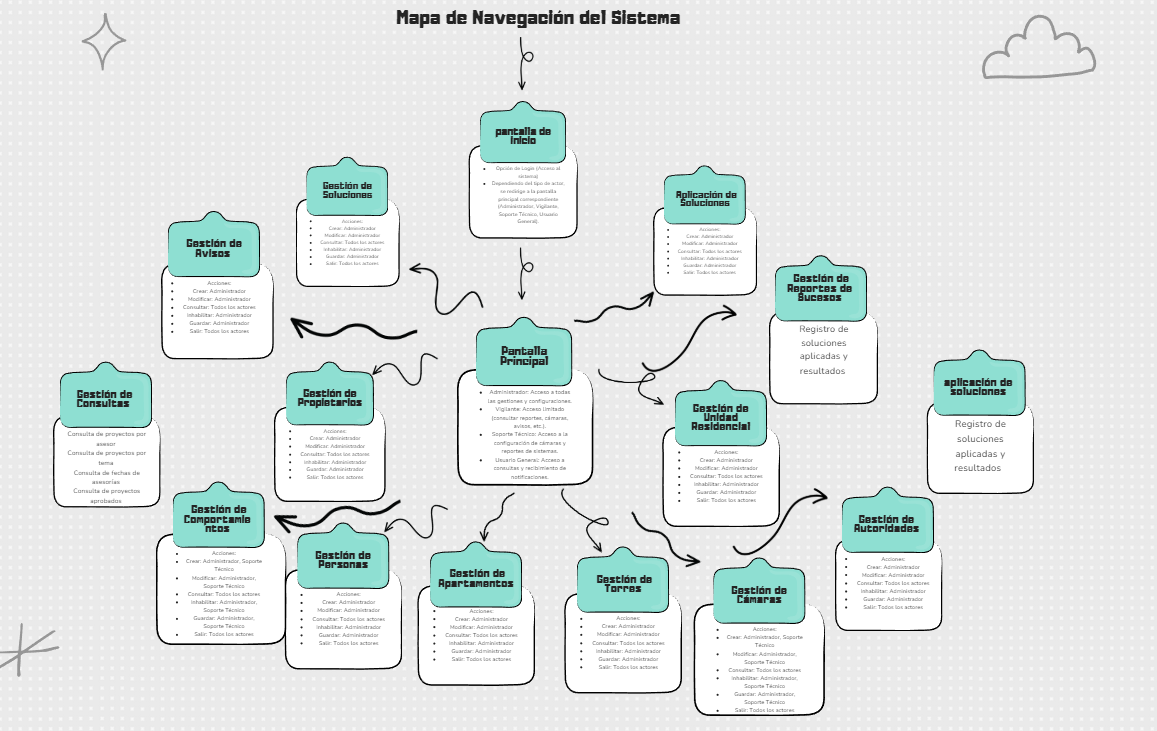 Mapa de Navegación del Sistema
pantalla de
inicio
Opción de Login (Acceso al
sistema)
Dependiendo del tipo de actor,
se redirige a la pantalla
principal correspondiente
(Administrador, Vigilante,
Soporte Técnico, Usuario
General).
Gestión de
Soluciones
Acciones:
Crear: Administrador
Modificar: Administrador
Consultar: Todos los actores
Inhabilitar: Administrador
Guardar: Administrador
Salir: Todos los actores
Aplicación de
Soluciones
Acciones:
Crear: Administrador
Modificar: Administrador
Consultar: Todos los actores
Inhabilitar: Administrador
Guardar: Administrador
Salir: Todos los actores
Gestión de
Avisos
Acciones:
Crear: Administrador
Modificar: Administrador
Consultar: Todos los actores
Inhabilitar: Administrador
Guardar: Administrador
Salir: Todos los actores
Gestión de
Reportes de
Sucesos
Registro de
soluciones
aplicadas y
resultados
Pantalla
Principal
Administrador: Acceso a todas
las gestiones y configuraciones.
Vigilante: Acceso limitado
(consultar reportes, cámaras,
avisos, etc.).
Soporte Técnico: Acceso a la
configuración de cámaras y
reportes de sistemas.
Usuario General: Acceso a
consultas y recibimiento de
notificaciones.
Gestión de
Consultas
Consulta de proyectos por
asesor
Consulta de proyectos por
tema
Consulta de fechas de
asesorías
Consulta de proyectos
aprobados
Gestión de
Propietarios
Acciones:
Crear: Administrador
Modificar: Administrador
Consultar: Todos los actores
Inhabilitar: Administrador
Guardar: Administrador
Salir: Todos los actores
Gestión de
Unidad
Residencial
Acciones:
Crear: Administrador
Modificar: Administrador
Consultar: Todos los actores
Inhabilitar: Administrador
Guardar: Administrador
Salir: Todos los actores
aplicación de
soluciones
Registro de
soluciones
aplicadas y
resultados
Gestión de
Comportamie
ntos
Acciones:
Crear: Administrador, Soporte
Técnico
Modificar: Administrador,
Soporte Técnico
Consultar: Todos los actores
Inhabilitar: Administrador,
Soporte Técnico
Guardar: Administrador,
Soporte Técnico
Salir: Todos los actores
Gestión de
Personas
Acciones:
Crear: Administrador
Modificar: Administrador
Consultar: Todos los actores
Inhabilitar: Administrador
Guardar: Administrador
Salir: Todos los actores
Gestión de
Apartamentos
Acciones:
Crear: Administrador
Modificar: Administrador
Consultar: Todos los actores
Inhabilitar: Administrador
Guardar: Administrador
Salir: Todos los actores
Gestión de
Torres
Acciones:
Crear: Administrador
Modificar: Administrador
Consultar: Todos los actores
Inhabilitar: Administrador
Guardar: Administrador
Salir: Todos los actores
Gestión de
Cámaras
Acciones:
Crear: Administrador, Soporte
Técnico
Modificar: Administrador,
Soporte Técnico
Consultar: Todos los actores
Inhabilitar: Administrador,
Soporte Técnico
Guardar: Administrador,
Soporte Técnico
Salir: Todos los actores
Gestión de
Autoridades
Acciones:
Crear: Administrador
Modificar: Administrador
Consultar: Todos los actores
Inhabilitar: Administrador
Guardar: Administrador
Salir: Todos los actores